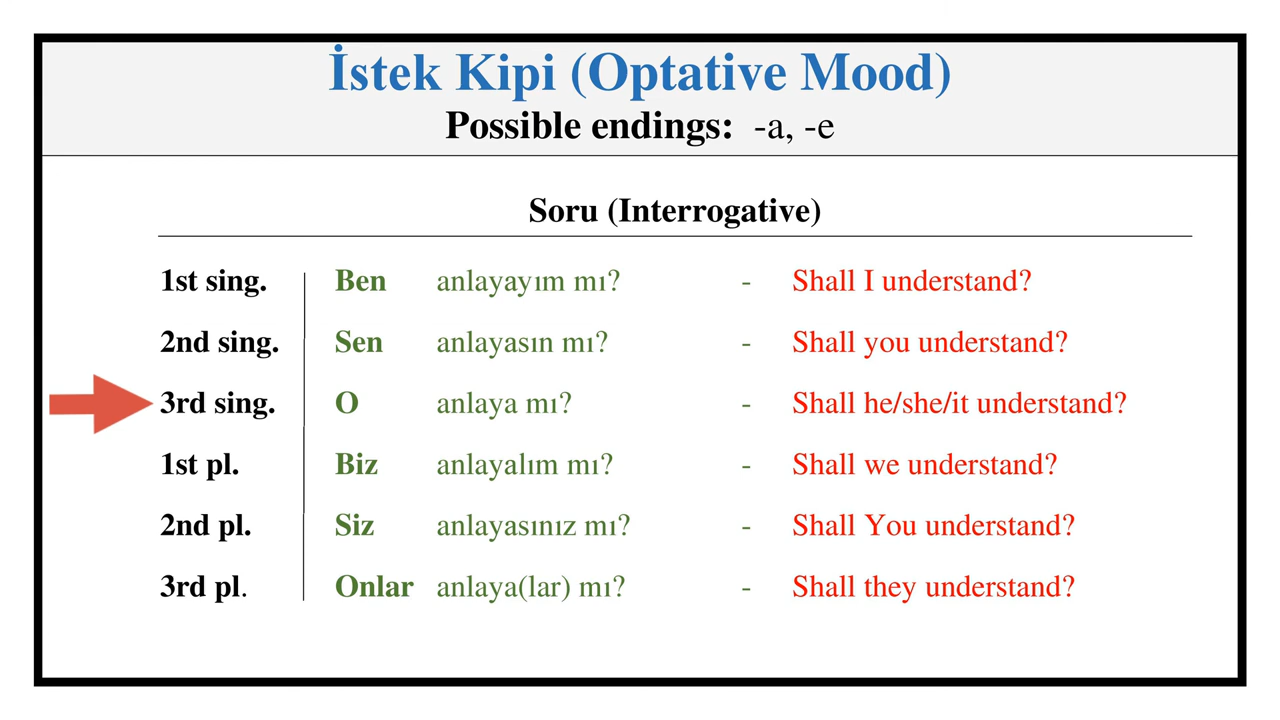 İstek Kipi (Optative Mood)
Possible endings: -a, -e
Soru (Interrogative)
1st sing. Ben anlayayım mı? - Shall I understand?
2nd sing. Sen anlayasın mı? - Shall you understand?
3rd sing. O anlaya mı? - Shall he/she/it understand?
1st pl. Biz anlayalım mı? - Shall we understand?
2nd pl. Siz anlayasınız mı? - Shall You understand?
3rd pl. Onlar anlaya(lar) mı? - Shall they understand?